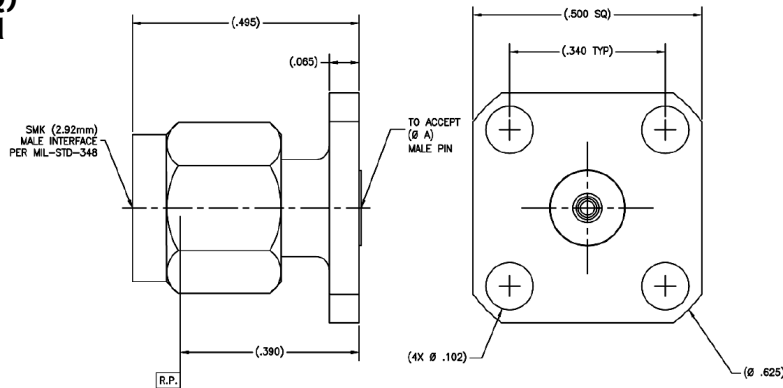 (.495)
(.065)
SMK (2.92mm)
MALE INTERFACE
PER MIL-STD-348
TO ACCEPT
(Ø A)
MALE PIN
(.390)
R.P.
(.500 SQ)
(.340 TYP)
(4X Ø .102)
(Ø .625)